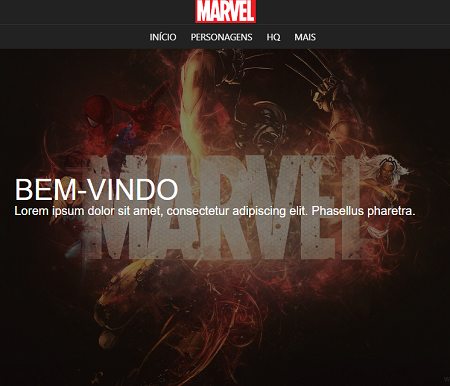 MARVEL
INÍCIO PERSONAGENS HQ MAIS
MARVEL
BEM-VINDO
Lorem ipsum dolor sit amet, consectetur adipiscing elit. Phasellus pharetra.